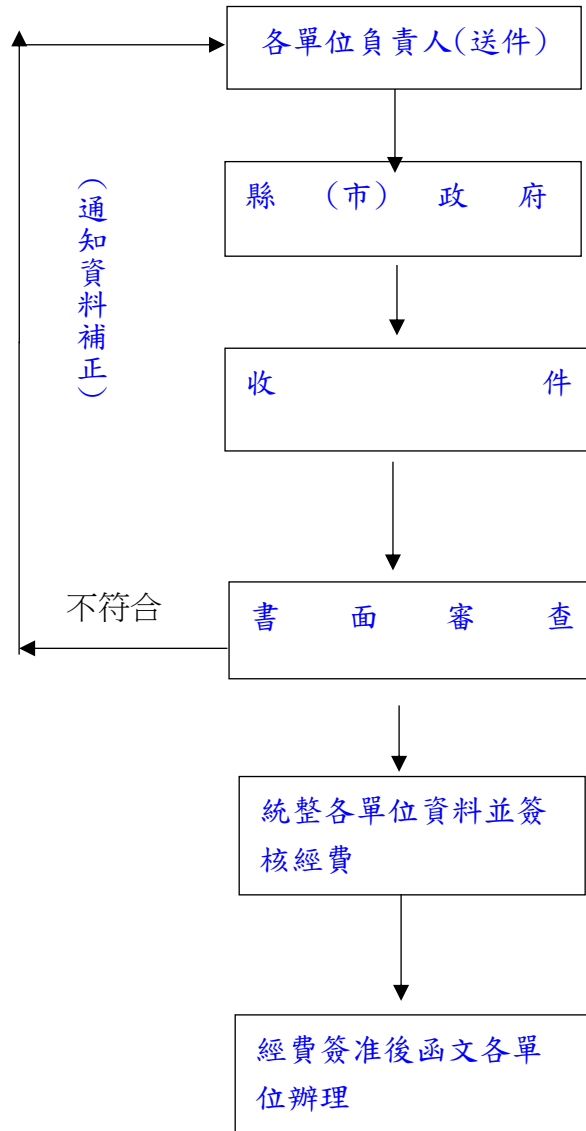 各單位負責人(送件)
縣（市）政府
(通知資料補正)
收件
不符合
書面審查
統整各單位資料並簽
核經費
經費簽准後函文各單
位辦理